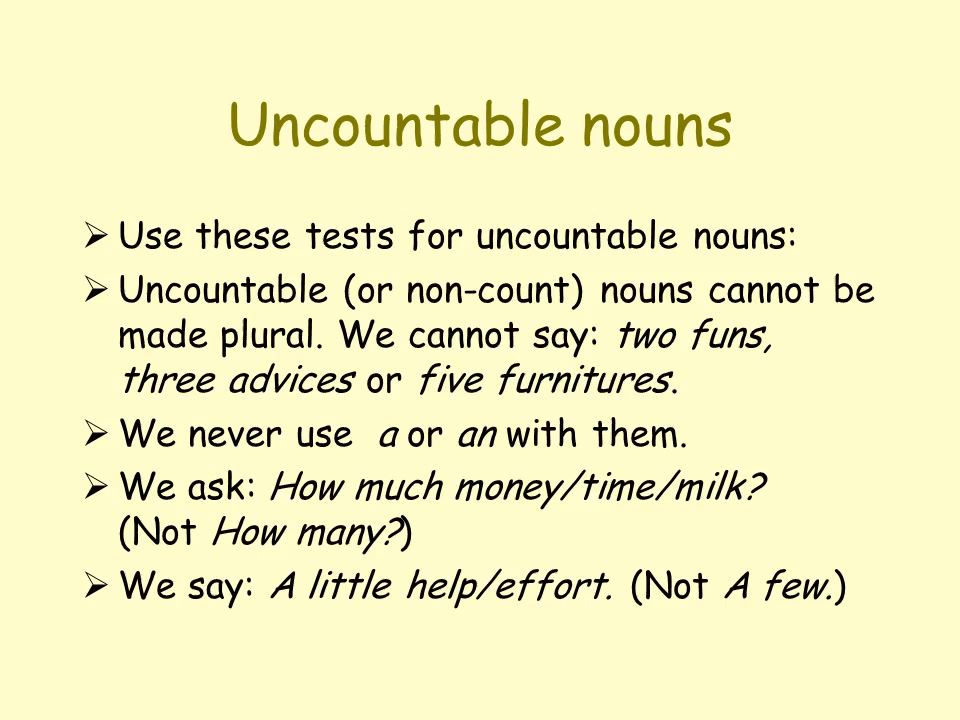 Uncountable nouns
➢ Use these tests for uncountable nouns:
➢ Uncountable (or non-count) nouns cannot be
made plural. We cannot say: two funs,
three advices or five furnitures.
➢ We never use  a or an with them.
➢ We ask: How much money/time/milk?
(Not How many?)
➢ We say: A little help/effort. (Not A few.)